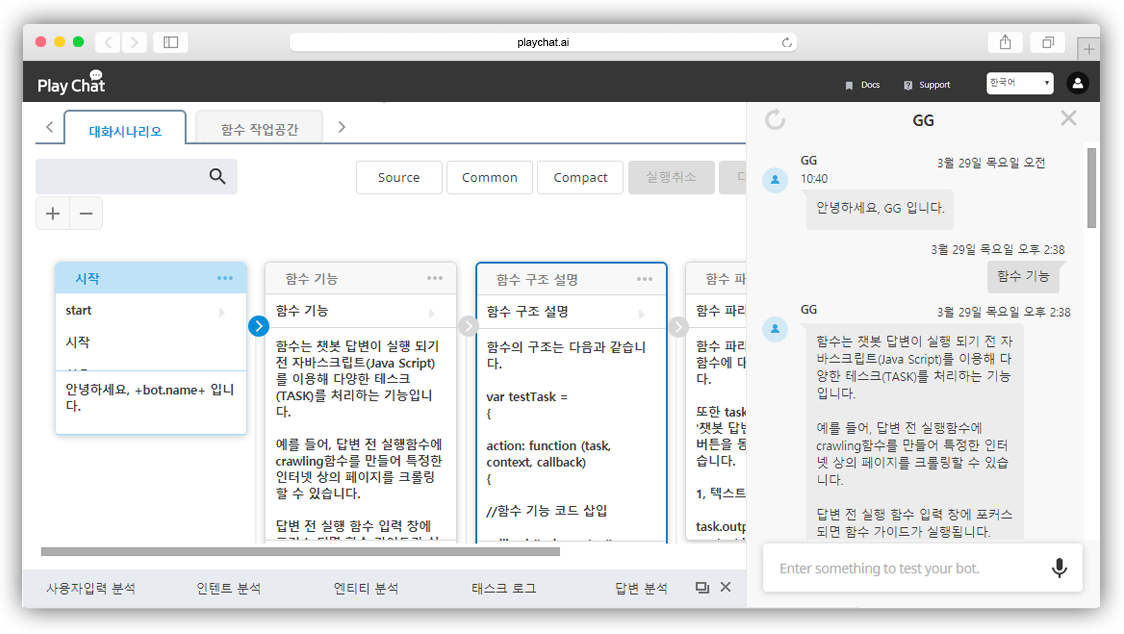 playchat.ai
Play Chat
Docs
Support
한국어
대화시나리오
함수 작업공간
Source
Common
Compact
실행취소
시작
start
시작
안녕하세요, +bot.name+ 입니
다.
함수 기능
함수 기능
함수는 챗봇 답변이 실행 되기
전 자바스크립트(Java Script)
를 이용해 다양한 테스크
(TASK)를 처리하는 기능입니
다.
예를 들어, 답변 전 실행함수에
crawling함수를 만들어 특정한
인터넷 상의 페이지를 크롤링
할 수 있습니다.
답변 전 실행 함수 입력 창에
함수 구조 설명
함수 구조 설명
함수의 구조는 다음과 같습니
다.
var testTask =
{
action: function (task,
context, callback)
{
//함수 기능 코드 삽입
함수 파
함수 파라
함수 파라
함수에 대
다.
또한 task
'챗봇 답변
버튼을 동
습니다.
1, 텍스트
task.outp
사용자입력 분석
인텐트 분석
엔티티 분석
태스크 로그
답변 분석
GG
GG
3월 29일 목요일 오전
10:40
안녕하세요, GG 입니다.
3월 29일 목요일 오후 2:38
함수 기능
GG
3월 29일 목요일 오후 2:38
함수는 챗봇 답변이 실행 되기 전 자
바스크립트(Java Script)를 이용해 다
양한 테스크(TASK)를 처리하는 기능
입니다.
예를 들어, 답변 전 실행함수에
crawling함수를 만들어 특정한 인터
넷 상의 페이지를 크롤링할 수 있습
니다.
답변 전 실행 함수 입력 창에 포커스
되면 함수 가이드가 실행됩니다.
Enter something to test your bot.